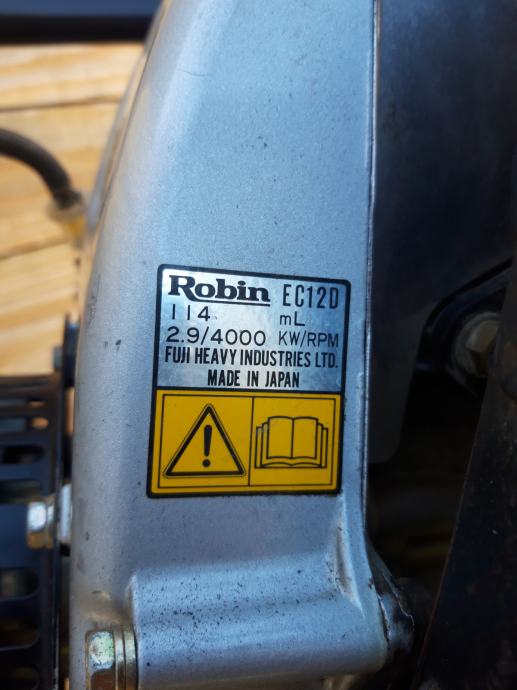 Robin EC12D
114 mL
2.9/4000 KW/RPM
FUJI HEAVY INDUSTRIES LTD.
MADE IN JAPAN